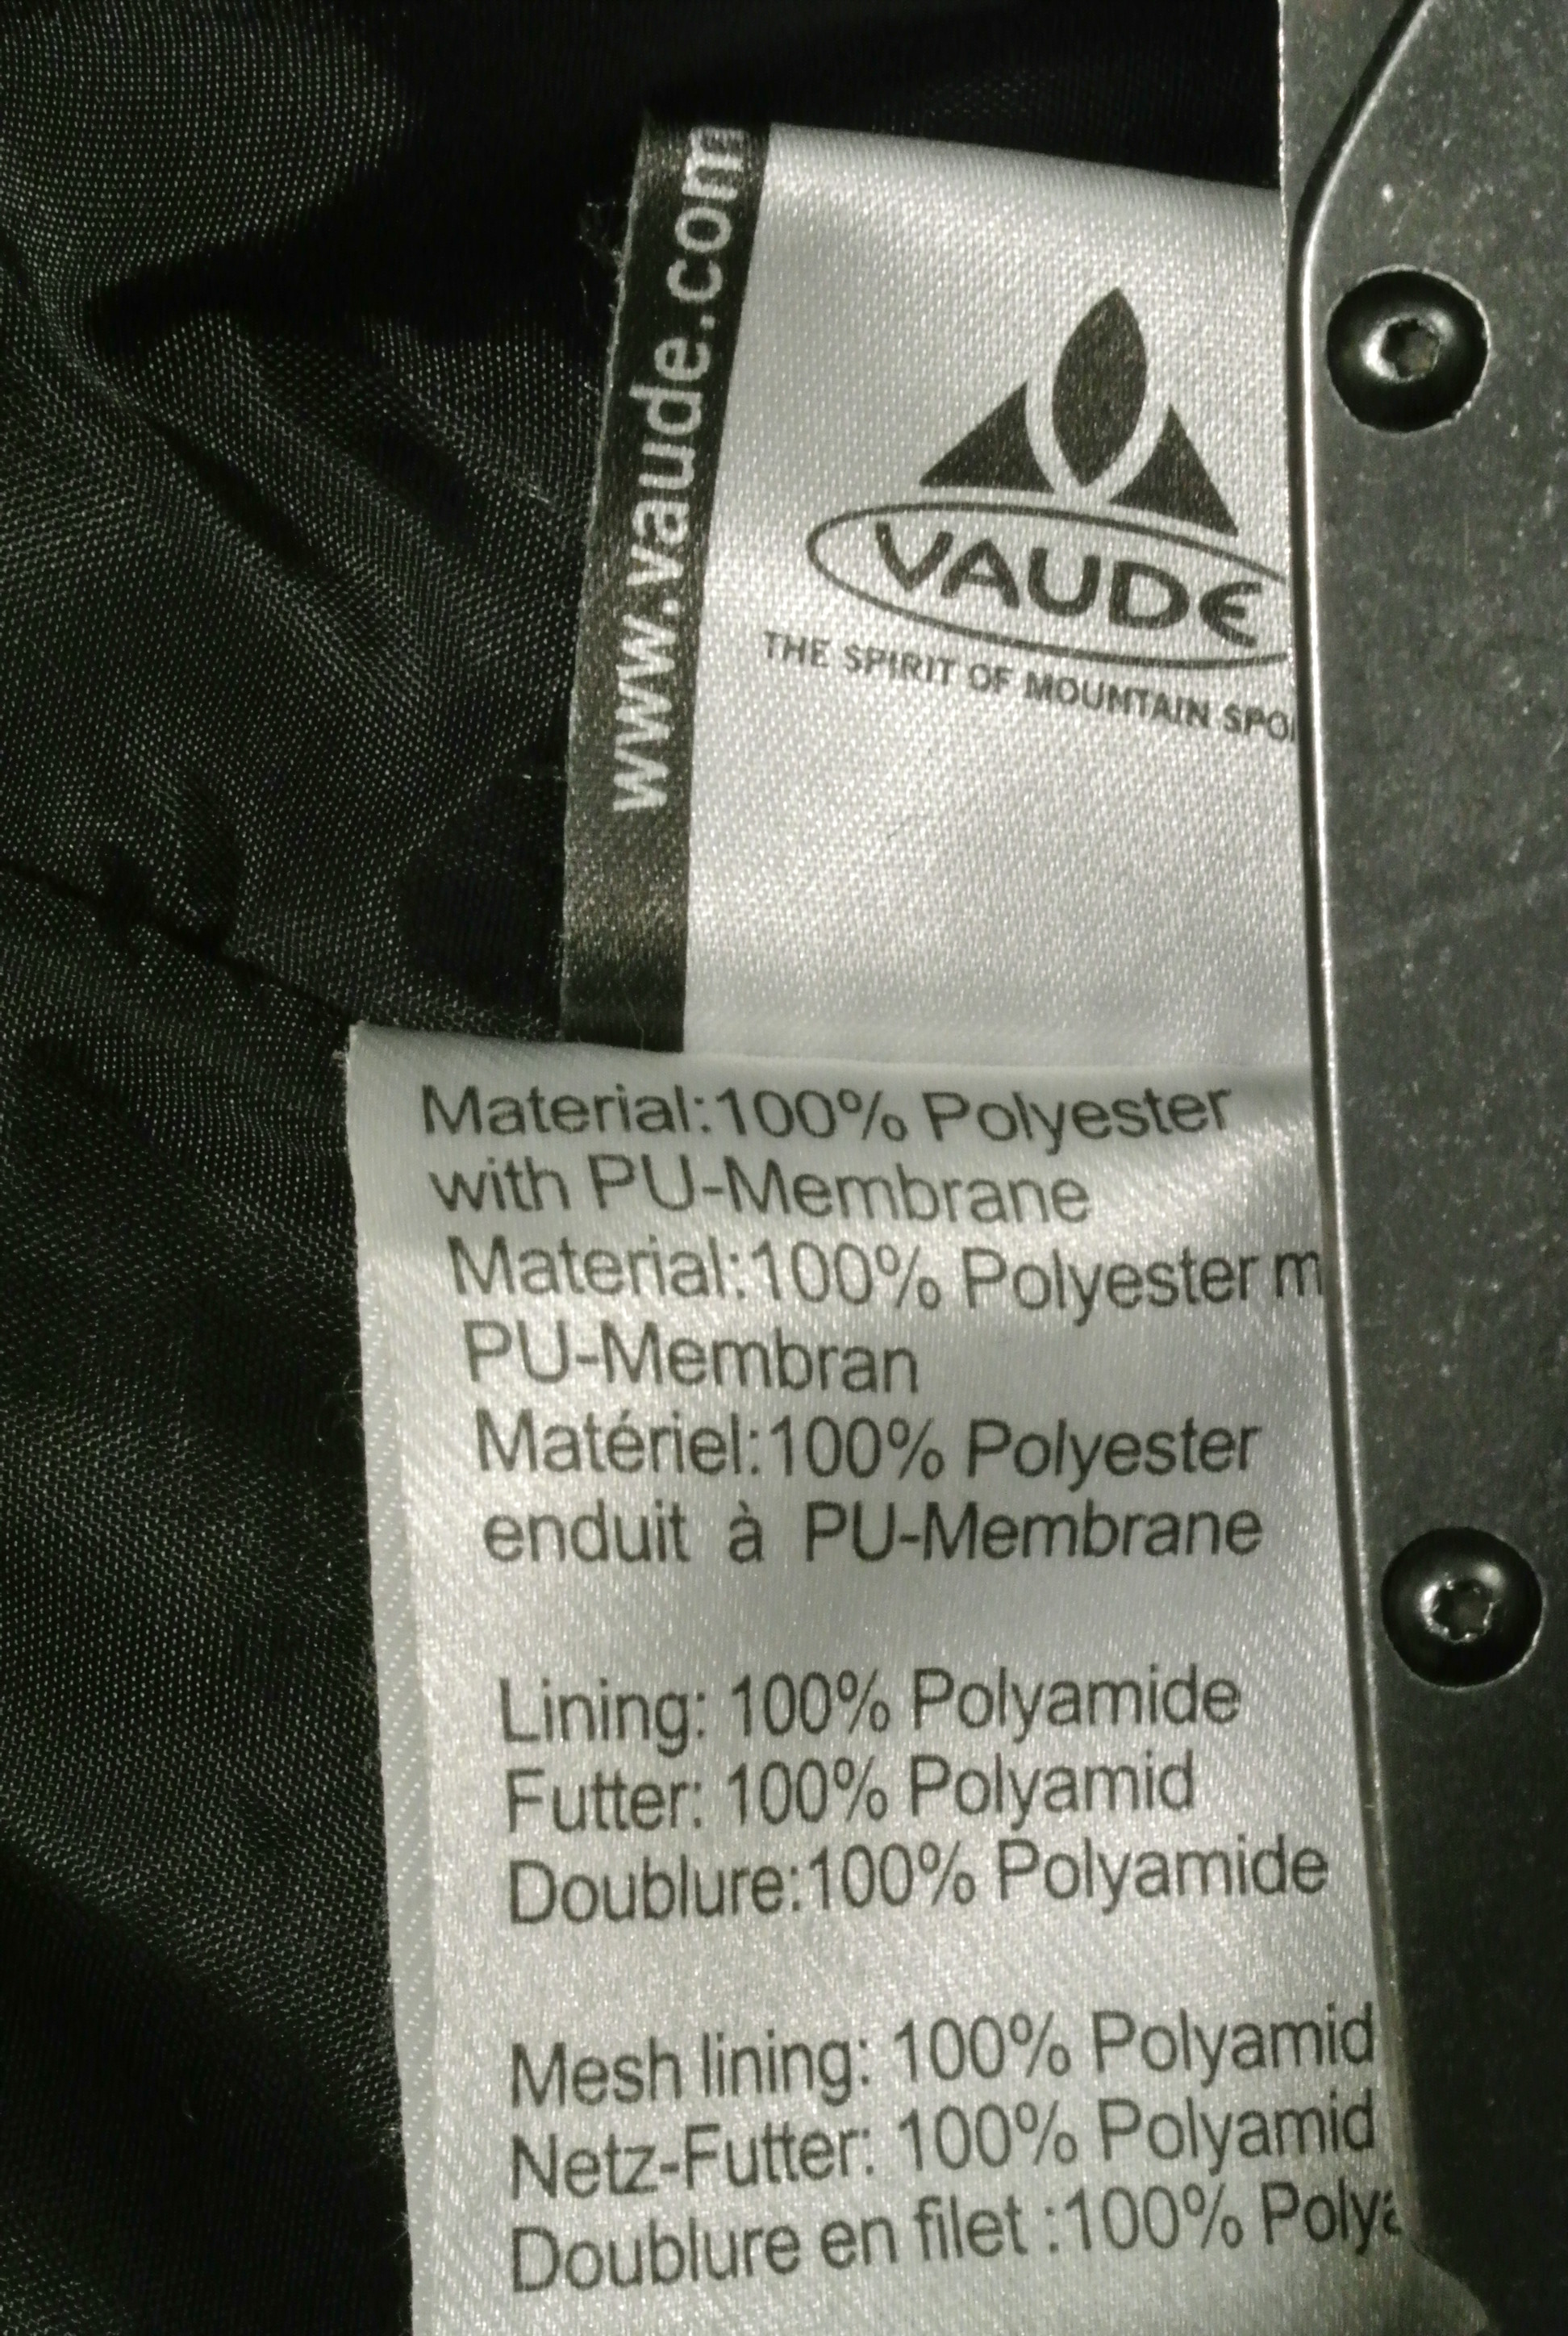 www.vaude.com
VAUDE
THE SPIRIT OF MOUNTAIN
Material:100% Polyester
with PU-Membrane
Material:100% Polyester
PU-Membran
Matériel:100% Polyester
enduit à PU-Membrane
Lining: 100% Polyamide
Futter: 100% Polyamid
Doublure:100% Polyamide
Mesh lining: 100% Polyamid
Netz-Futter: 100% Polyamid
Doublure en filet :100%